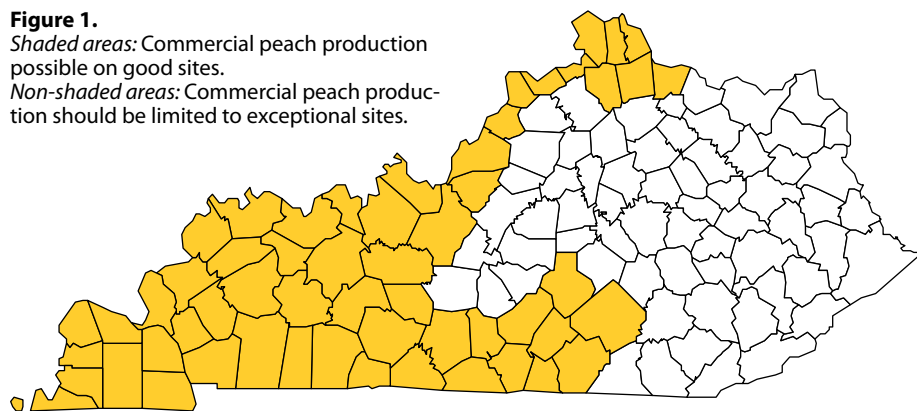 Figure 1.
Shaded areas: Commercial peach production
possible on good sites.
Non-shaded areas: Commercial peach produc-
tion should be limited to exceptional sites.